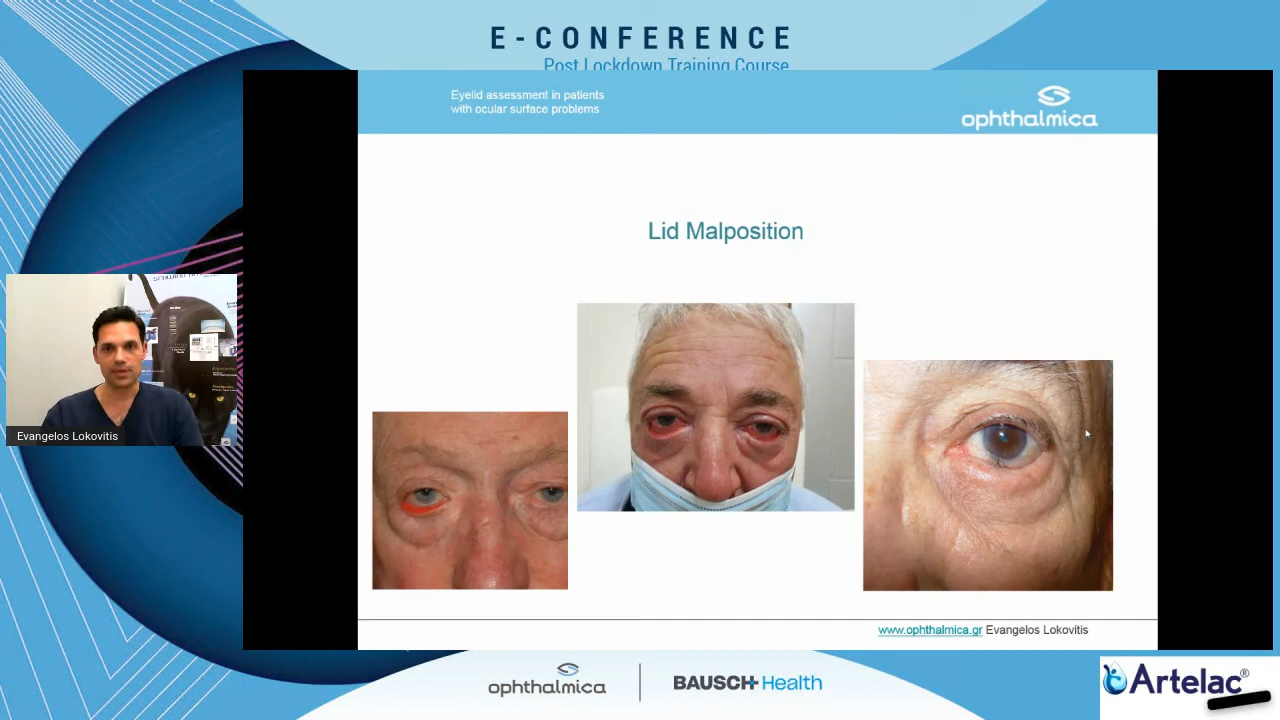 E-CONFERENCE
Post Lockdown Training Course
Eyelid assessment in patients
with ocular surface problems
ophthalmica
Lid Malposition
Evangelos Lokovitis
www.ophthalmica.gr Evangelos Lokovitis
ophthalmica
BAUSCH+Health
Artelac®